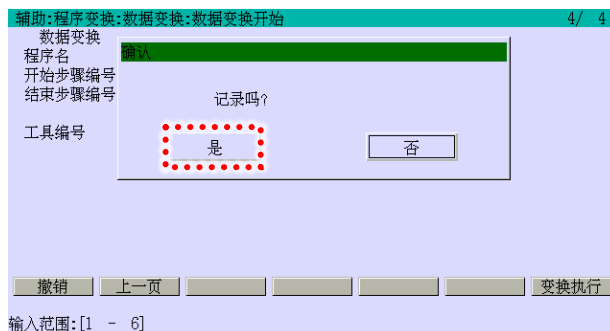 辅助:程序变换:数据变换:数据变换开始 4/ 4
数据变换
程序名
开始步骤编号
结束步骤编号
工具编号
确认
记录吗?
是 否
撤销 上一页 变换执行
输入范围:[1 - 6]